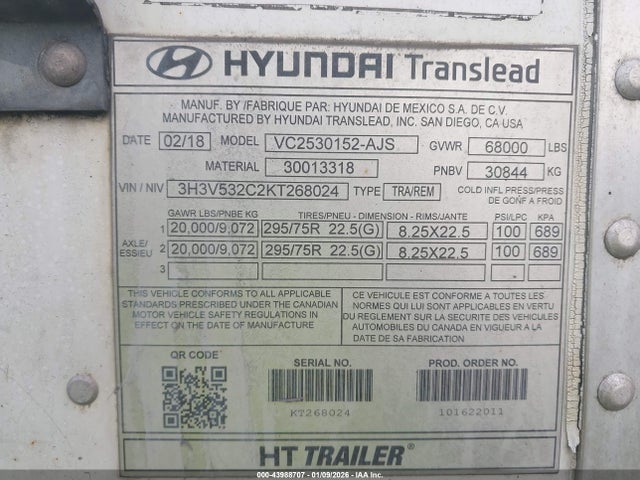 HYUNDAI Translead
MANUF. BY /FABRIQUE PAR: HYUNDAI DE MEXICO S.A. DE C.V.
MANUFACTURED BY HYUNDAI TRANSLEAD, INC. SAN DIEGO, CA USA
DATE 02/18 MODEL VC2530152-AJS GVWR 68000 LBS
MATERIAL 30013318 PNBV 30844 KG
VIN / NIV 3H3V532C2KT268024 TYPE TRA/REM COLD INFL PRESS/PRESS DE GONF A FROID
GAWR LBS/PNBE KG TIRES/PNEU - DIMENSION - RIMS/JANTE PSI/LPC KPA
1 20,000/9,072 295/75R 22.5(G) 8.25X22.5 100 689
AXLE/ESSIEU 2 20,000/9,072 295/75R 22.5(G) 8.25X22.5 100 689
3
THIS VEHICLE CONFORMS TO ALL APPLICABLE
STANDARDS PRESCRIBED UNDER THE CANADIAN
MOTOR VEHICLE SAFETY REGULATIONS IN
EFFECT ON THE DATE OF MANUFACTURE
CE VEHICULE EST CONFORME A TOUTES LES
NORMES QUI LUI SONT APPLICABLES EN VERTU
DU REGLEMENT SUR LA SECURITE DES VEHICULES
AUTOMOBILES DU CANADA EN VIGUEUR A LA
DATE DE SA FABRICATION
QR CODE SERIAL NO. PROD. ORDER NO.
KT268024 101622011
HT TRAILER®
000-43988707 - 01/09/2026 - IAAI.com